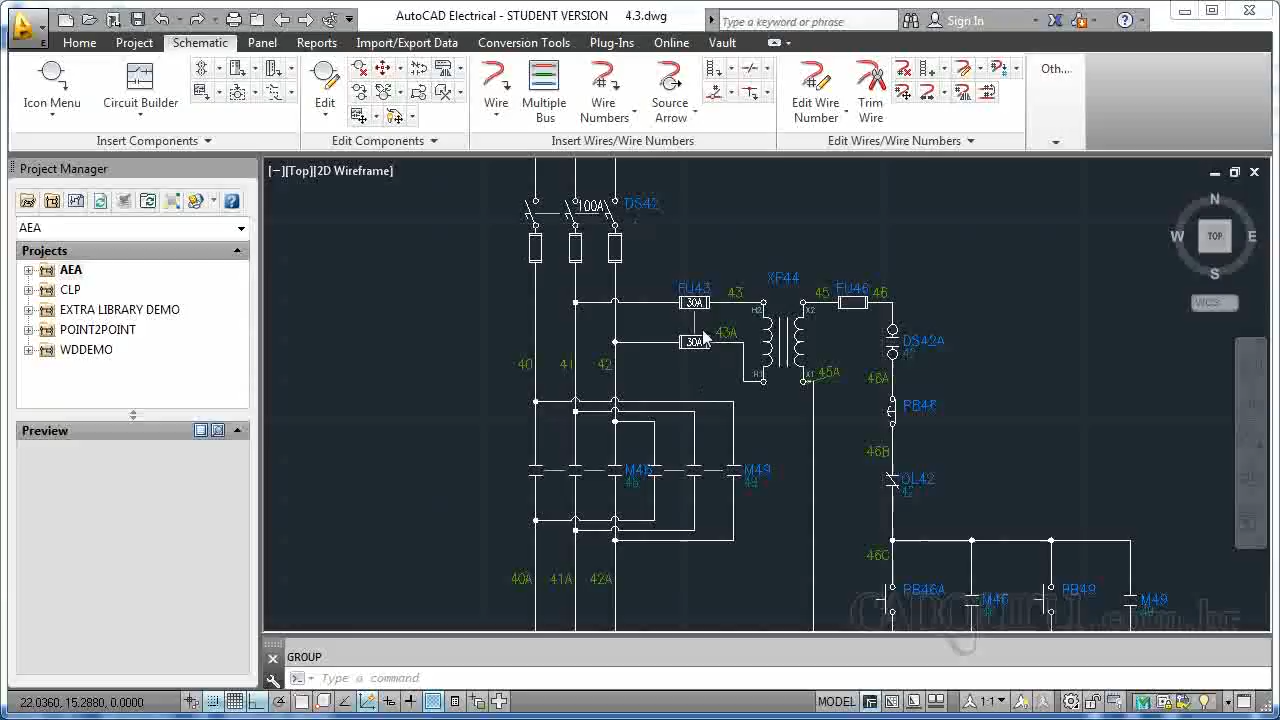 AutoCAD Electrical - STUDENT VERSION 4.3.dwg
Type a keyword or phrase
Sign In
Home Project Schematic Panel Reports Import/Export Data Conversion Tools Plug-Ins Online Vault
Icon Menu
Circuit Builder
Edit
Wire
Multiple Bus
Wire Numbers
Source Arrow
Edit Wire Number
Trim Wire
Oth...
Insert Components
Edit Components
Insert Wires/Wire Numbers
Edit Wires/Wire Numbers
Project Manager
AEA
Projects
AEA
CLP
EXTRA LIBRARY DEMO
POINT2POINT
WDDEMO
Preview
[−][Top][2D Wireframe]
N
W TOP E
S
WCS
100A DS42
FU43 XF44 FU46
30A 43 H2 X2 45 46
30A 43A
DS42A
40 41 42
H1 X1 45A
46A
PB46
46B
M46 M49
OL42
42
46C
40A 41A 42A
PB46A M46 PB49 M49
GROUP
Type a command
22.0360, 15.2880, 0.0000
MODEL
1:1